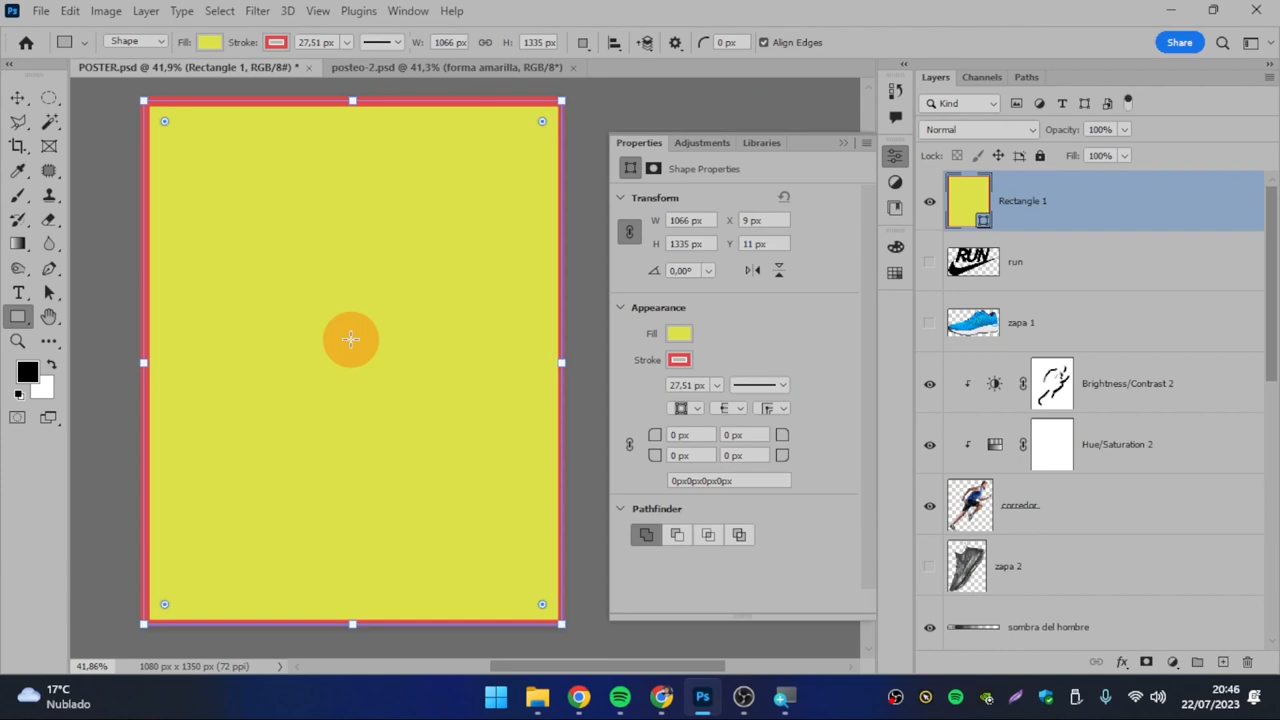 Ps File Edit Image Layer Type Select Filter 3D View Plugins Window Help
Shape Fill: Stroke: 27,51 px W: 1066 px H: 1335 px 0 px Align Edges Share
POSTER.psd @ 41,9% (Rectangle 1, RGB/8#) * × posteo-2.psd @ 41,3% (forma amarilla, RGB/8*) ×
Properties Adjustments Libraries
Shape Properties
Transform
W 1066 px X 9 px
H 1335 px Y 11 px
0,00°
Appearance
Fill
Stroke
27,51 px
0 px 0 px
0 px 0 px
0px0px0px0px
Pathfinder
Layers Channels Paths
Kind
Normal Opacity: 100%
Lock: Fill: 100%
Rectangle 1
RUN run
zapa 1
Brightness/Contrast 2
Hue/Saturation 2
corredor
zapa 2
sombra del hombre
41,86% 1080 px x 1350 px (72 ppi)
17°C
Nublado
Ps
20:46
22/07/2023